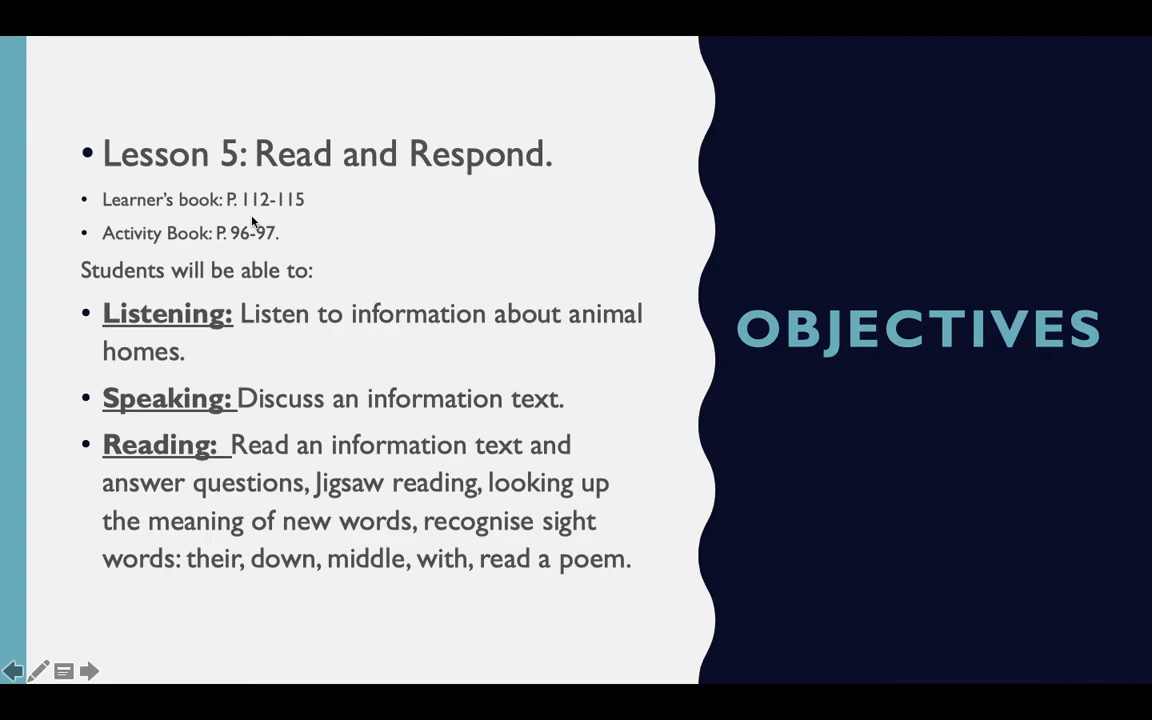 • Lesson 5: Read and Respond.
• Learner's book: P. 112-115
• Activity Book: P. 96-97.
Students will be able to:
• Listening: Listen to information about animal
homes.
• Speaking: Discuss an information text.
• Reading: Read an information text and
answer questions, Jigsaw reading, looking up
the meaning of new words, recognise sight
words: their, down, middle, with, read a poem.
OBJECTIVES